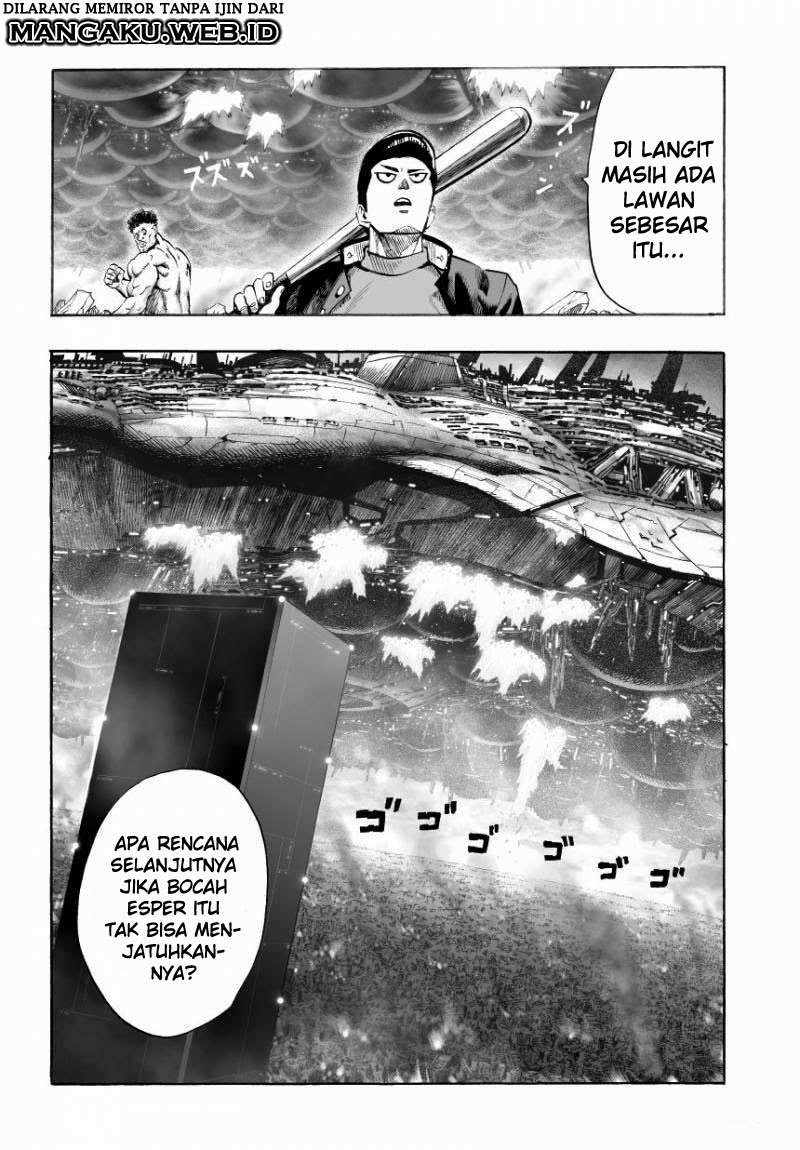 DILARANG MEMIROR TANPA IJIN DARI
MANGAKU.WEB.ID
DI LANGIT
MASIH ADA
LAWAN
SEBESAR
ITU...
ズズズ
ズ
APA RENCANA
SELANJUTNYA
JIKA BOCAH
ESPER ITU
TAK BISA MEN-
JATUHKAN-
NYA?
ゴゴゴゴゴゴ